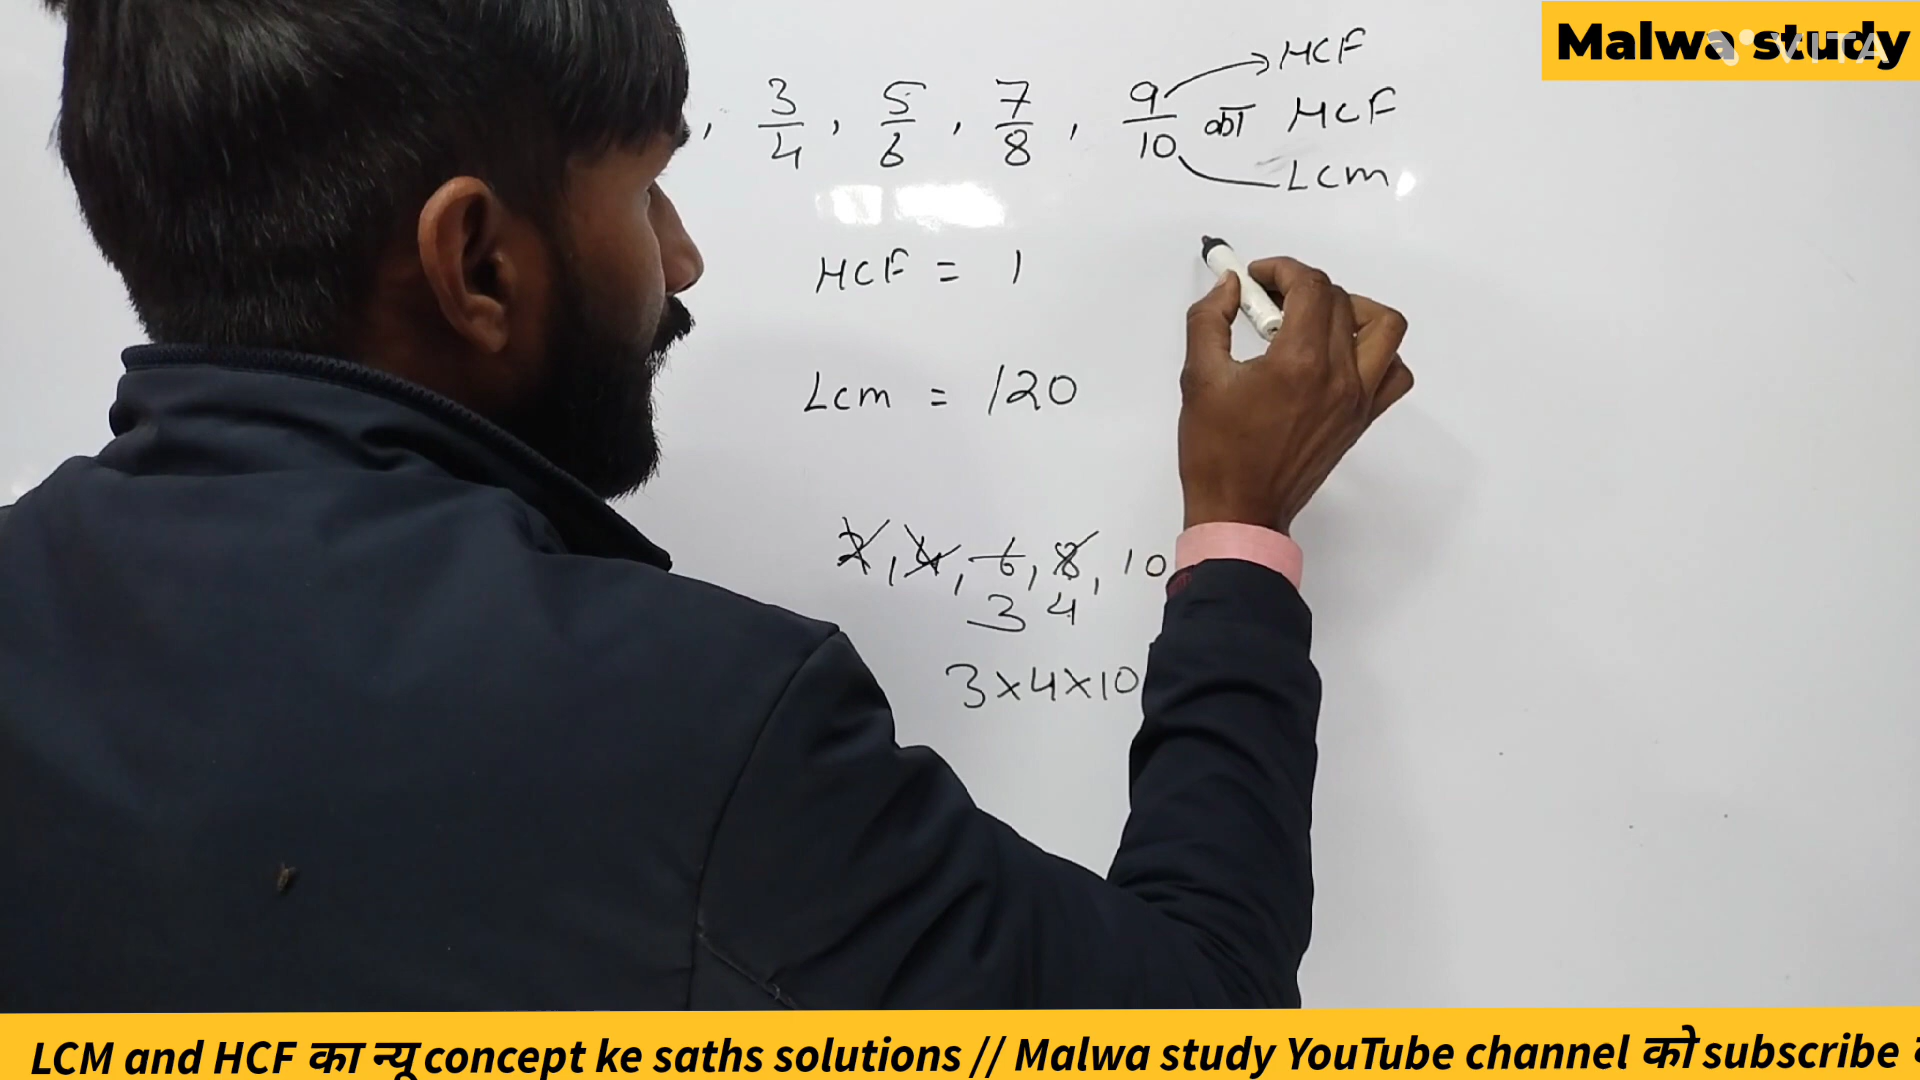 Malwa study
VITA
, 3/4 , 5/6 , 7/8 , 9/10 का HCF
HCF
Lcm
HCF = 1
Lcm = 120
2, 4, 6, 8, 10
3 4
3×4×10
LCM and HCF का न्यू concept ke saths solutions // Malwa study YouTube channel को subscribe